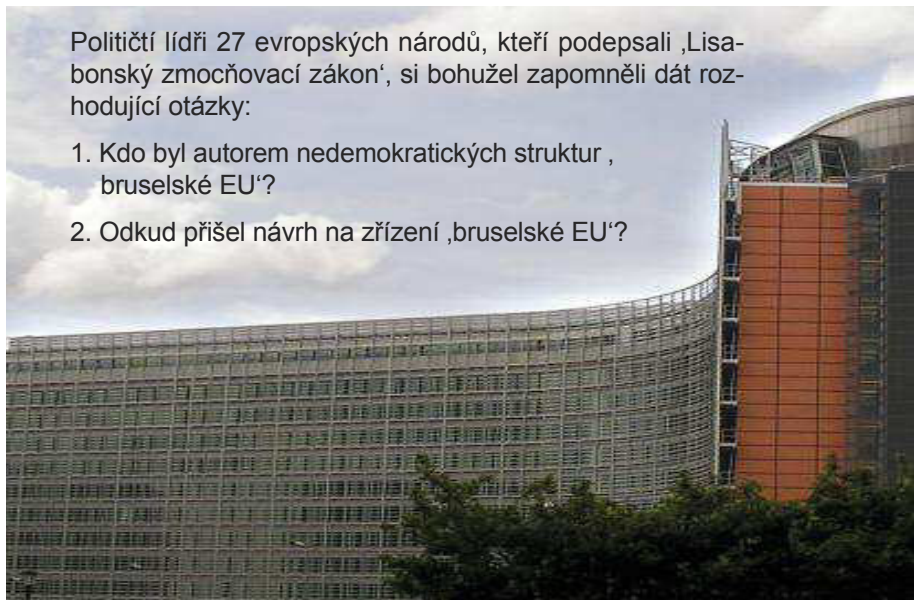 Političtí lídři 27 evropských národů, kteří podepsali ‚Lisa-
bonský zmocňovací zákon‘, si bohužel zapomněli dát roz-
hodující otázky:
1. Kdo byl autorem nedemokratických struktur ‚
bruselské EU‘?
2. Odkud přišel návrh na zřízení ‚bruselské EU‘?